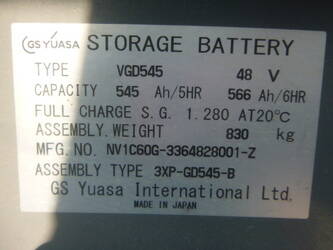 GS YUASA STORAGE BATTERY
TYPE VGD545 48 V
CAPACITY 545 Ah/5HR 566 Ah/6HR
FULL CHARGE S.G. 1.280 AT20°C
ASSEMBLY.WEIGHT 830 kg
MFG. NO. NV1C60G-3364828001-Z
ASSEMBLY TYPE 3XP-GD545-B
GS Yuasa International Ltd.
MADE IN JAPAN